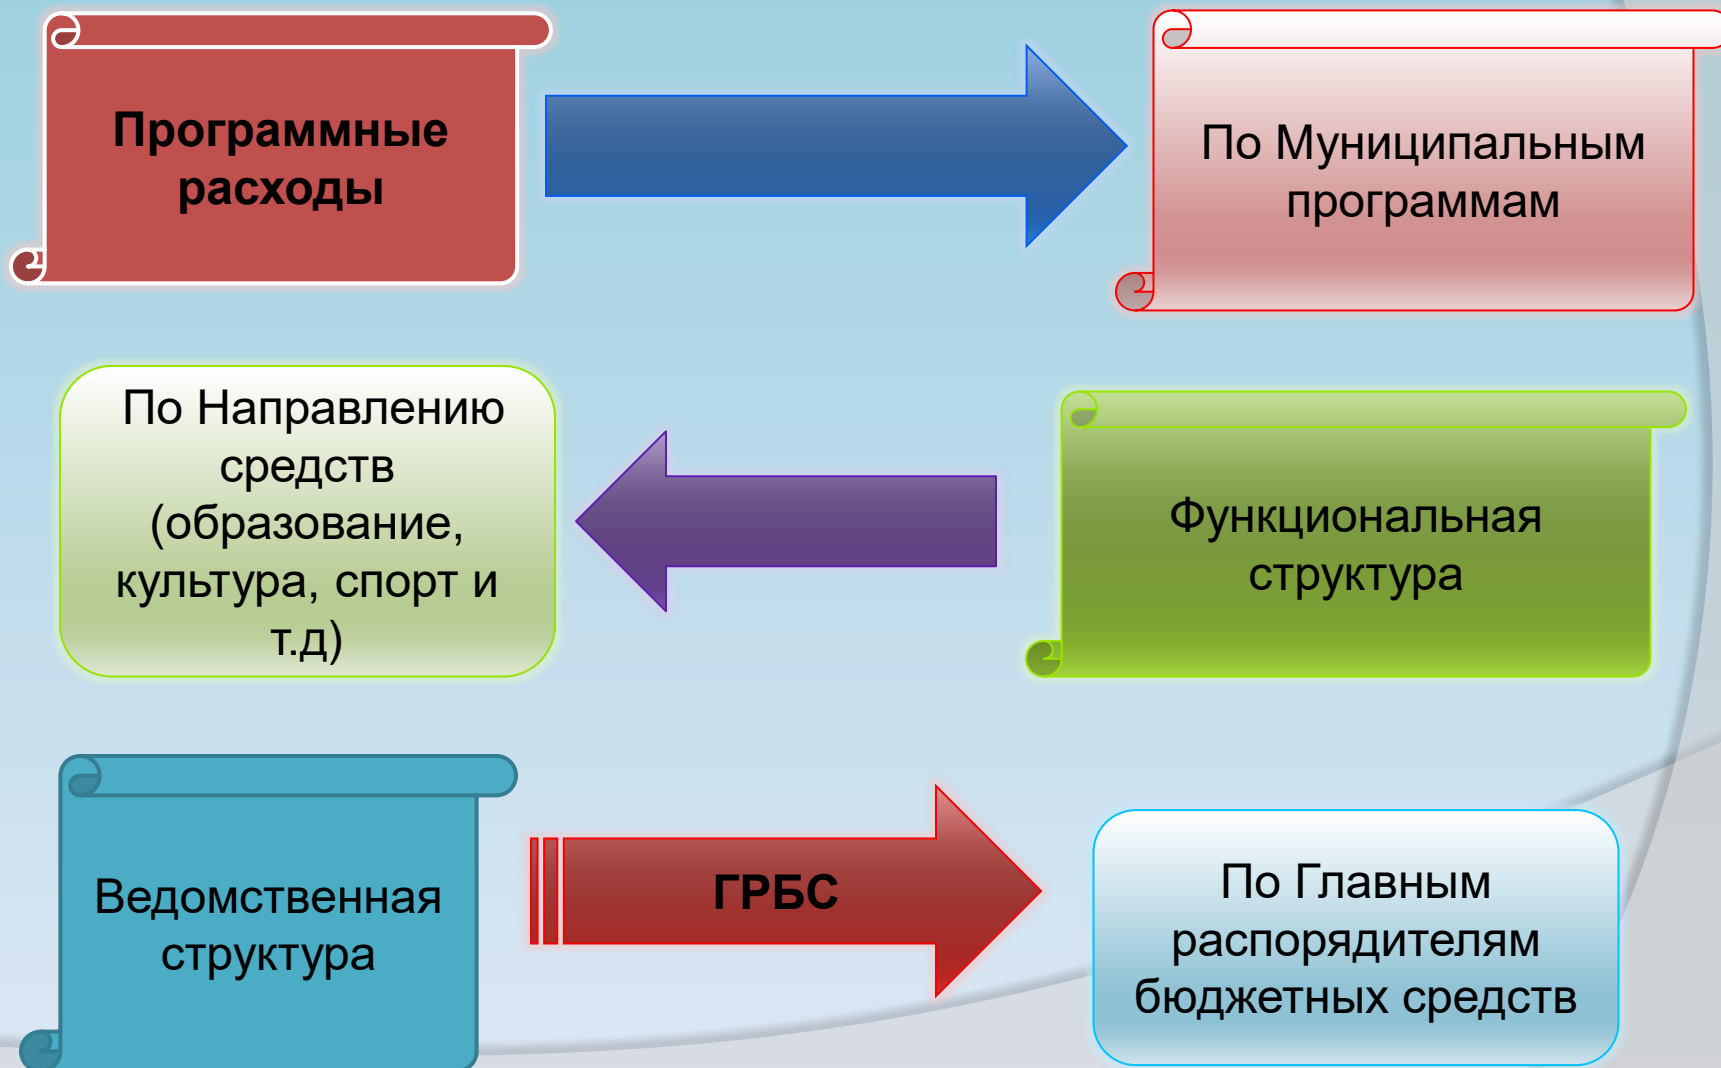 Программные
расходы
По Муниципальным
программам
По Направлению
средств
(образование,
культура, спорт и
т.д)
Функциональная
структура
Ведомственная
структура
ГРБС
По Главным
распорядителям
бюджетных средств